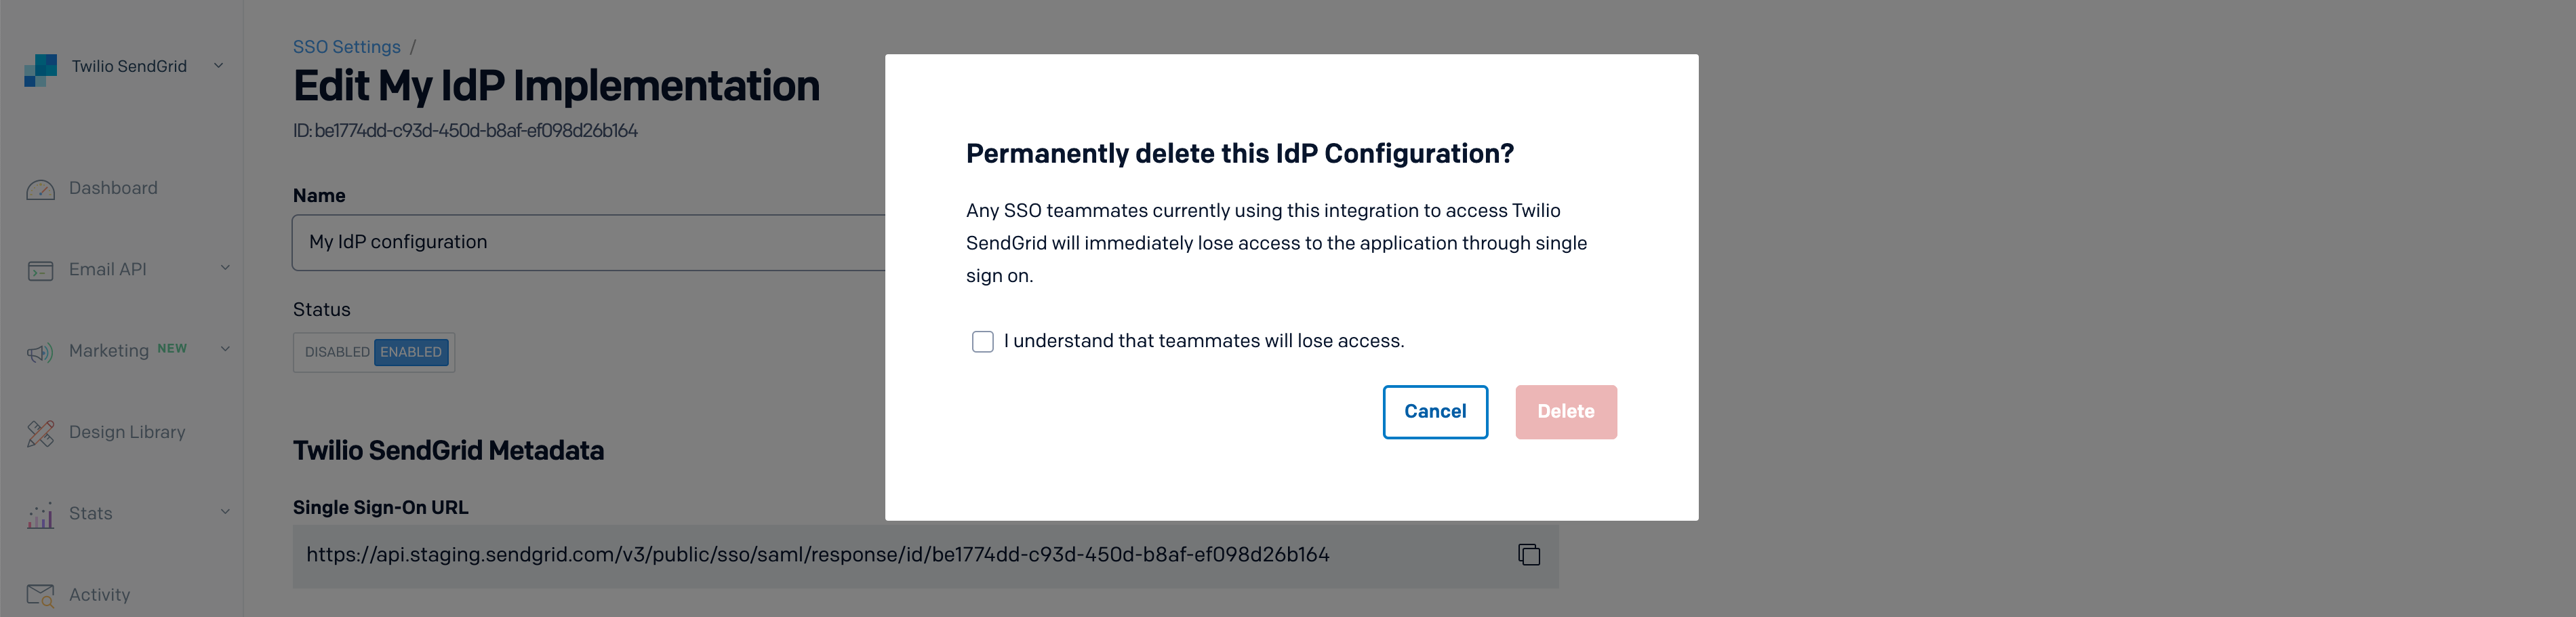 Twilio SendGrid
Dashboard
Email API
Marketing NEW
Design Library
Stats
Activity
SSO Settings /
Edit My IdP Implementation
ID: be1774dd-c93d-450d-b8af-ef098d26b164
Name
My IdP configuration
Status
DISABLED ENABLED
Twilio SendGrid Metadata
Single Sign-On URL
https://api.staging.sendgrid.com/v3/public/sso/saml/response/id/be1774dd-c93d-450d-b8af-ef098d26b164
Permanently delete this IdP Configuration?
Any SSO teammates currently using this integration to access Twilio
SendGrid will immediately lose access to the application through single
sign on.
I understand that teammates will lose access.
Cancel Delete